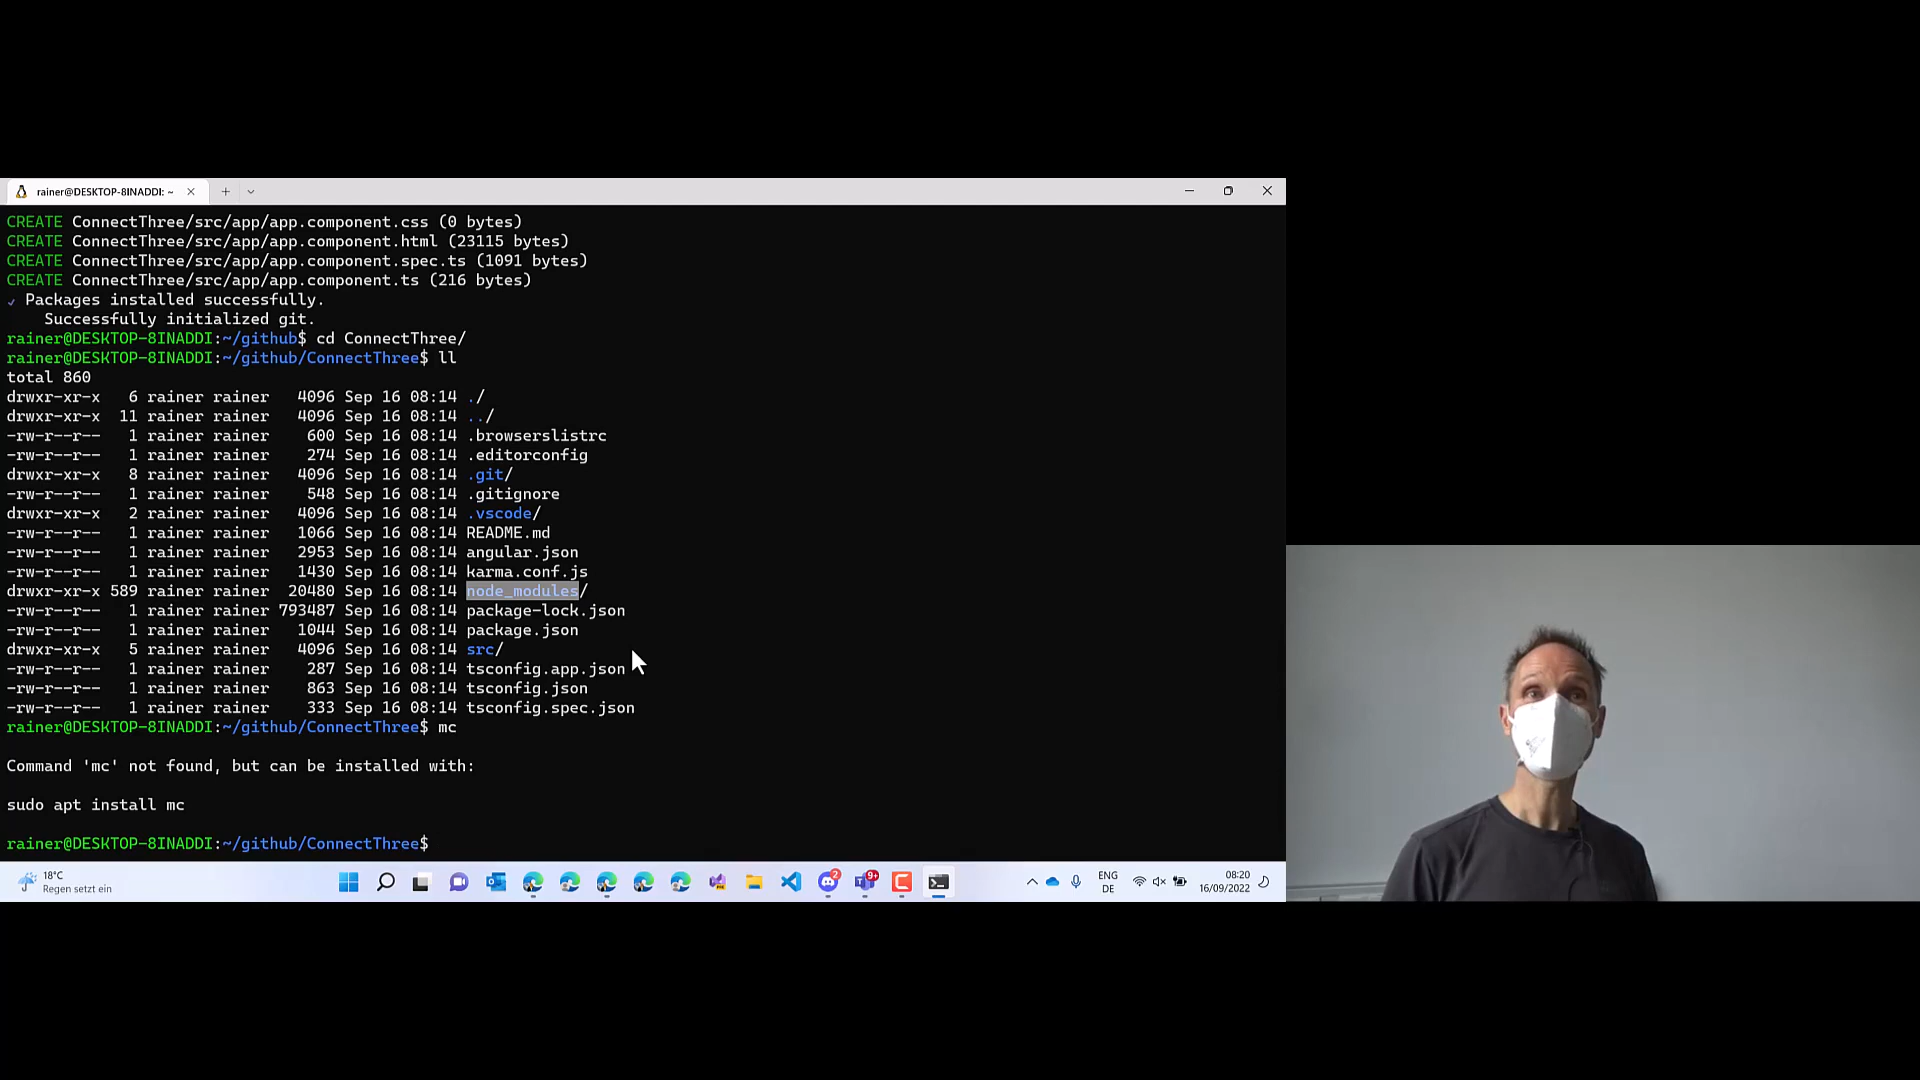 rainer@DESKTOP-8INADDI: ~
CREATE ConnectThree/src/app/app.component.css (0 bytes)
CREATE ConnectThree/src/app/app.component.html (23115 bytes)
CREATE ConnectThree/src/app/app.component.spec.ts (1091 bytes)
CREATE ConnectThree/src/app/app.component.ts (216 bytes)
✓ Packages installed successfully.
Successfully initialized git.
rainer@DESKTOP-8INADDI:~/github$ cd ConnectThree/
rainer@DESKTOP-8INADDI:~/github/ConnectThree$ ll
total 860
drwxr-xr-x 6 rainer rainer 4096 Sep 16 08:14 ./
drwxr-xr-x 11 rainer rainer 4096 Sep 16 08:14 ../
-rw-r--r-- 1 rainer rainer 600 Sep 16 08:14 .browserslistrc
-rw-r--r-- 1 rainer rainer 274 Sep 16 08:14 .editorconfig
drwxr-xr-x 8 rainer rainer 4096 Sep 16 08:14 .git/
-rw-r--r-- 1 rainer rainer 548 Sep 16 08:14 .gitignore
drwxr-xr-x 2 rainer rainer 4096 Sep 16 08:14 .vscode/
-rw-r--r-- 1 rainer rainer 1066 Sep 16 08:14 README.md
-rw-r--r-- 1 rainer rainer 2953 Sep 16 08:14 angular.json
-rw-r--r-- 1 rainer rainer 1430 Sep 16 08:14 karma.conf.js
drwxr-xr-x 589 rainer rainer 20480 Sep 16 08:14 node_modules/
-rw-r--r-- 1 rainer rainer 793487 Sep 16 08:14 package-lock.json
-rw-r--r-- 1 rainer rainer 1044 Sep 16 08:14 package.json
drwxr-xr-x 5 rainer rainer 4096 Sep 16 08:14 src/
-rw-r--r-- 1 rainer rainer 287 Sep 16 08:14 tsconfig.app.json
-rw-r--r-- 1 rainer rainer 863 Sep 16 08:14 tsconfig.json
-rw-r--r-- 1 rainer rainer 333 Sep 16 08:14 tsconfig.spec.json
rainer@DESKTOP-8INADDI:~/github/ConnectThree$ mc
Command 'mc' not found, but can be installed with:
sudo apt install mc
rainer@DESKTOP-8INADDI:~/github/ConnectThree$
18°C
Regen setzt ein
2
9+
ENG
DE
08:20
16/09/2022